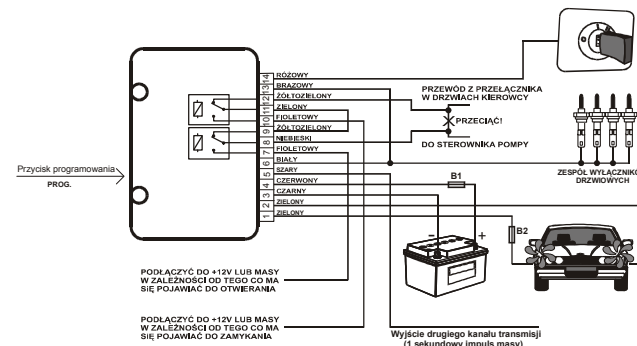 14 RÓŻOWY
13 BRAZOWY
12 ŻÓŁTOZIELONY
11 ZIELONY
10 FIOLETOWY
9 ŻÓŁTOZIELONY
8 NIEBIESKI
7 FIOLETOWY
6 BIAŁY
5 SZARY
4 CZERWONY
3 CZARNY
2 ZIELONY
1 ZIELONY
PRZEWÓD Z PRZEŁĄCZNIKA
W DRZWIACH KIEROWCY
PRZECIĄĆ!
DO STEROWNIKA POMPY
ZESPÓŁ WYŁĄCZNIKÓ
DRZWIOWYCH
Przycisk programowania
PROG.
B1
B2
- +
PODŁĄCZYĆ DO +12V LUB MASY
W ZALEŻNOŚCI OD TEGO CO MA
SIĘ POJAWIAĆ DO OTWIERANIA
PODŁĄCZYĆ DO +12V LUB MASY
W ZALEŻNOŚCI OD TEGO CO MA
SIĘ POJAWIAĆ DO ZAMYKANIA
Wyjście drugiego kanału transmisji
(1 sekundowy impuls masy)